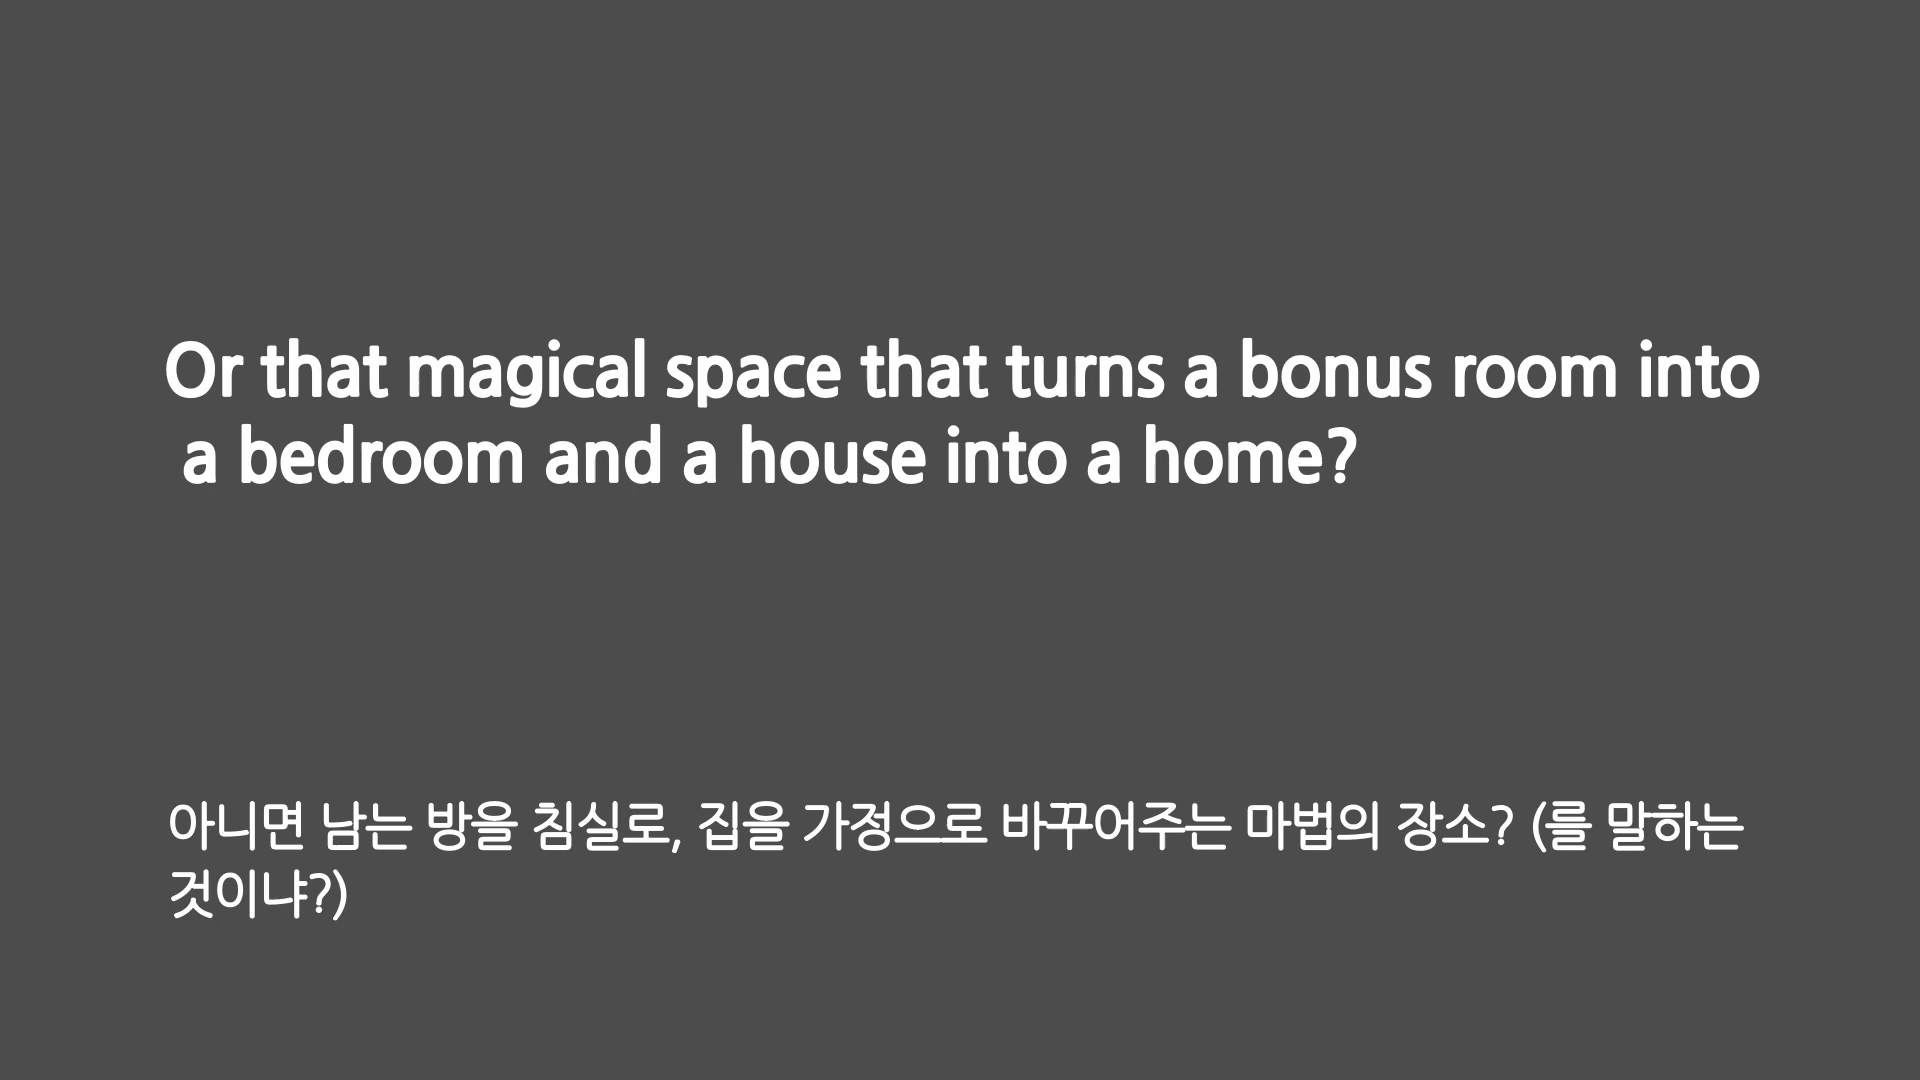 Or that magical space that turns a bonus room into
a bedroom and a house into a home?
아니면 남는 방을 침실로, 집을 가정으로 바꾸어주는 마법의 장소? (를 말하는
것이냐?)